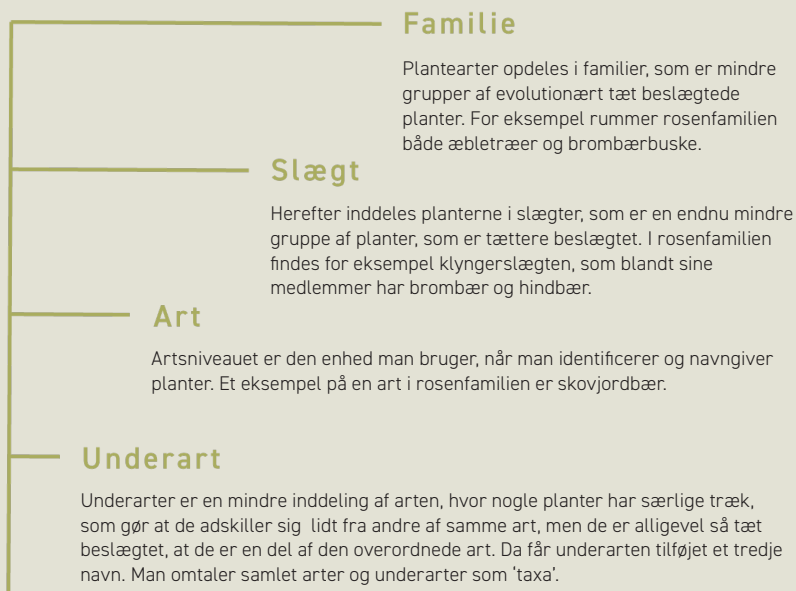 Familie
Plantearter opdeles i familier, som er mindre
grupper af evolutionært tæt beslægtede
planter. For eksempel rummer rosenfamilien
både æbletræer og brombærbuske.
Slægt
Herefter inddeles planterne i slægter, som er en endnu mindre
gruppe af planter, som er tættere beslægtet. I rosenfamilien
findes for eksempel klyngerslægten, som blandt sine
medlemmer har brombær og hindbær.
Art
Artsniveauet er den enhed man bruger, når man identificerer og navngiver
planter. Et eksempel på en art i rosenfamilien er skovjordbær.
Underart
Underarter er en mindre inddeling af arten, hvor nogle planter har særlige træk,
som gør at de adskiller sig  lidt fra andre af samme art, men de er alligevel så tæt
beslægtet, at de er en del af den overordnede art. Da får underarten tilføjet et tredje
navn. Man omtaler samlet arter og underarter som ‘taxa’.